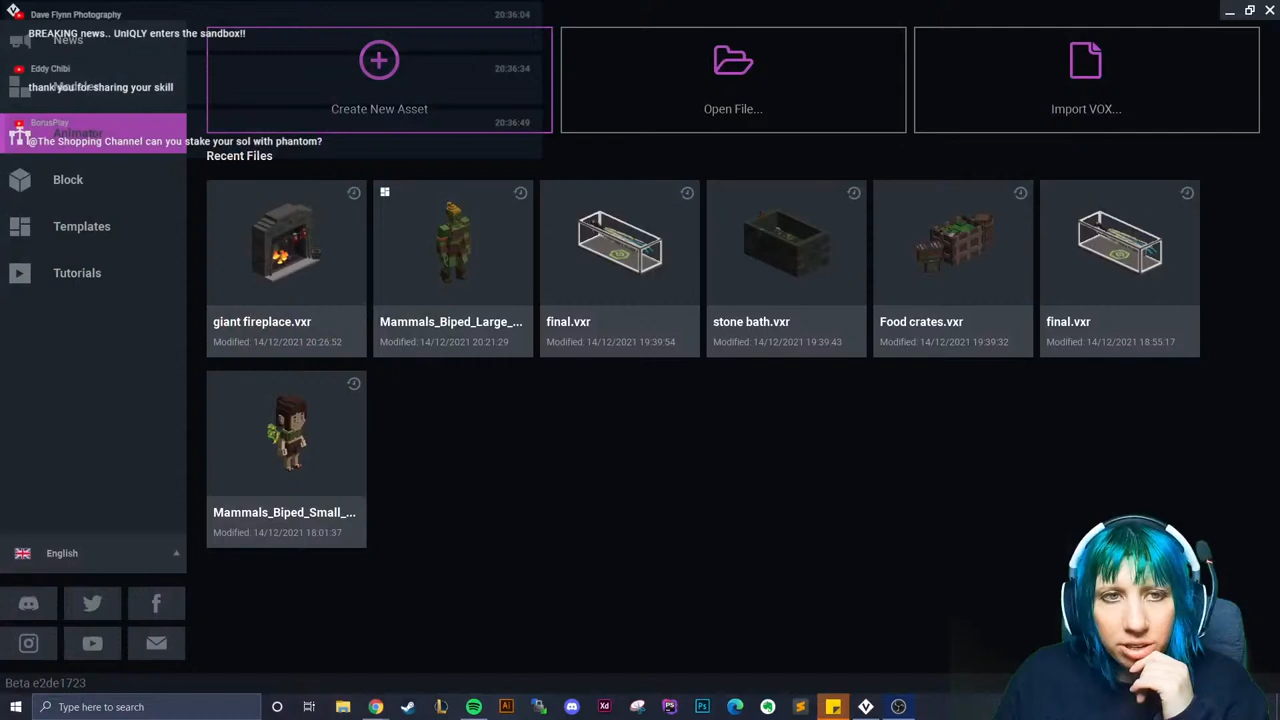 Dave Flynn Photography
20:36:04
BREAKING news.. UnIQLY enters the sandbox!!
News
Eddy Chibi
20:36:34
thank you for sharing your skill
BorusPlay
20:36:49
Animator
@The Shopping Channel can you stake your sol with phantom?
Block
Templates
Tutorials
Create New Asset
Open File...
Import VOX...
Recent Files
giant fireplace.vxr
Modified: 14/12/2021 20:26.52
Mammals_Biped_Large_...
Modified: 14/12/2021 20:21:29
final.vxr
Modified: 14/12/2021 19:39:54
stone bath.vxr
Modified: 14/12/2021 19:39:43
Food crates.vxr
Modified: 14/12/2021 19:39:32
final.vxr
Modified: 14/12/2021 18:55:17
Mammals_Biped_Small_...
Modified: 14/12/2021 18:01:37
English
Beta e2de1723
Type here to search